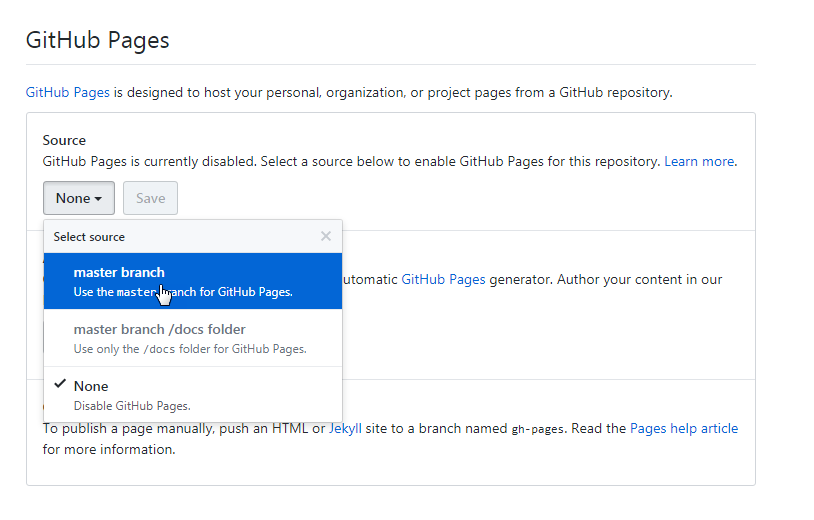 GitHub Pages
GitHub Pages is designed to host your personal, organization, or project pages from a GitHub repository.
Source
GitHub Pages is currently disabled. Select a source below to enable GitHub Pages for this repository. Learn more.
None
Save
Select source
master branch
Use the master branch for GitHub Pages.
utomatic GitHub Pages generator. Author your content in our
master branch /docs folder
Use only the /docs folder for GitHub Pages.
None
Disable GitHub Pages.
To publish a page manually, push an HTML or Jekyll site to a branch named gh-pages. Read the Pages help article
for more information.